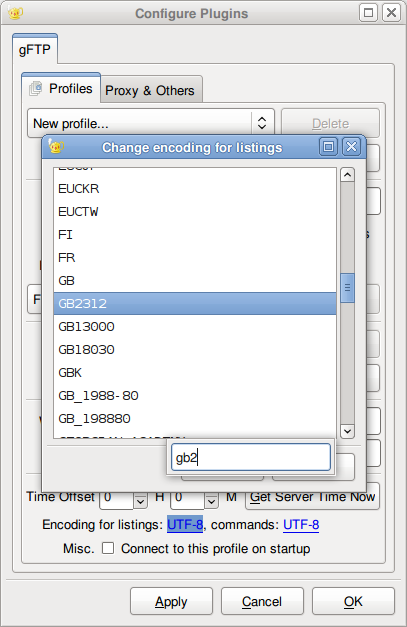 Configure Plugins
gFTP
Profiles
Proxy & Others
New profile...
Delete
Change encoding for listings
EUCKR
EUCTW
FI
FR
GB
GB2312
GB13000
GB18030
GBK
GB_1988-80
GB_198880
gb2
Time Offset 0 H 0 M Get Server Time Now
Encoding for listings: UTF-8, commands: UTF-8
Misc. Connect to this profile on startup
Apply
Cancel
OK